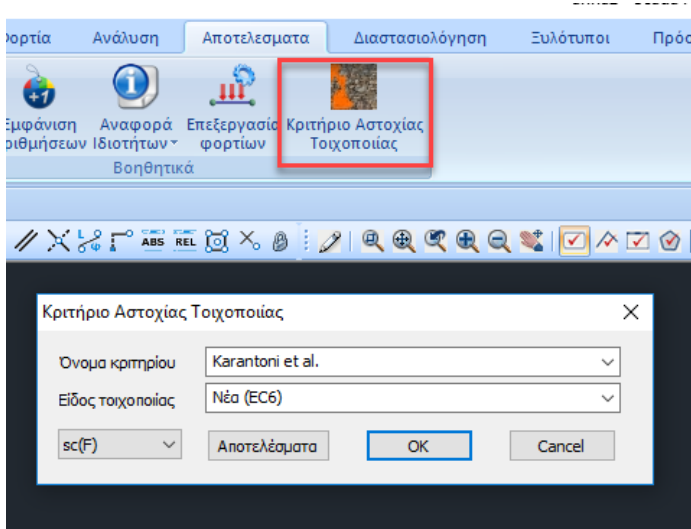 Φορτία Ανάλυση Αποτελεσματα Διαστασιολόγηση Ξυλότυποι
Εμφάνιση Αναφορά Επεξεργασία Κριτήριο Αστοχίας
Ιδιοτήτων φορτίων Τοιχοποιίας
Βοηθητικά
ABS REL
Κριτήριο Αστοχίας Τοιχοποιίας
Όνομα κριτηρίου Karantoni et al.
Είδος τοιχοποιίας Νέα (EC6)
sc(F) Αποτελέσματα OK Cancel